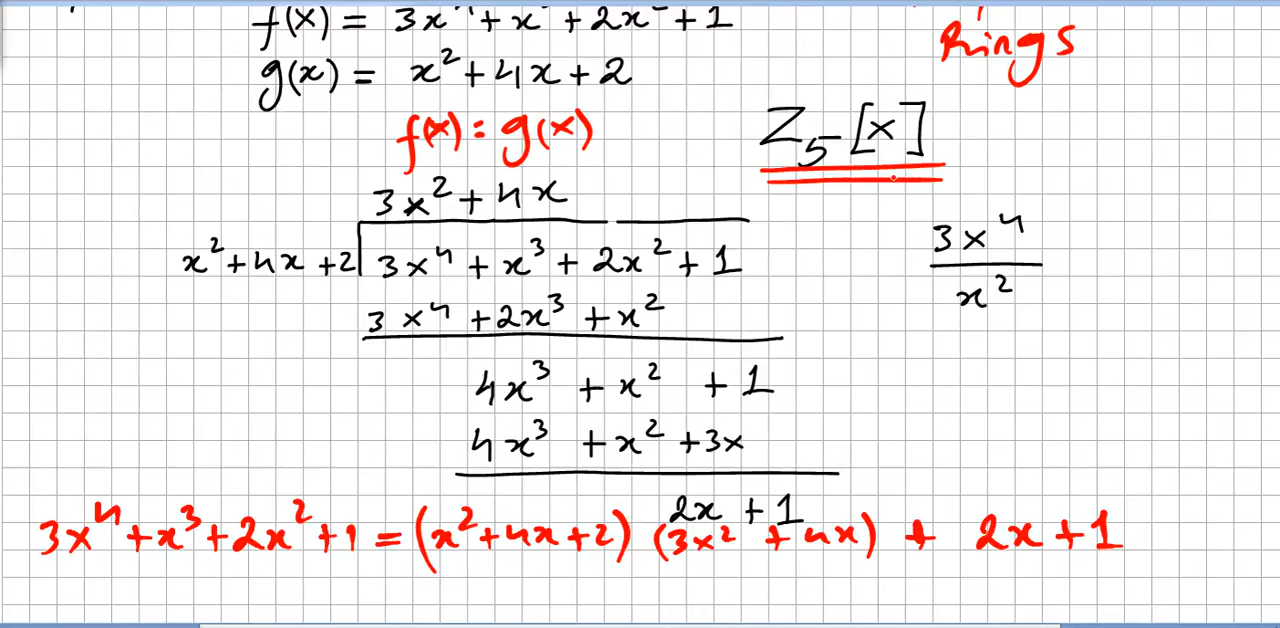 f(x) = 3x⁴ + x³ + 2x² + 1
Rings
g(x) = x² + 4x + 2
f(x) ÷ g(x)
Z₅[x]
3x² + 4x
x² + 4x + 2 | 3x⁴ + x³ + 2x² + 1
3x⁴ / x²
3x⁴ + 2x³ + x²
4x³ + x² + 1
4x³ + x² + 3x
2x + 1
3x⁴ + x³ + 2x² + 1 = (x² + 4x + 2) (3x² + 4x) + 2x + 1